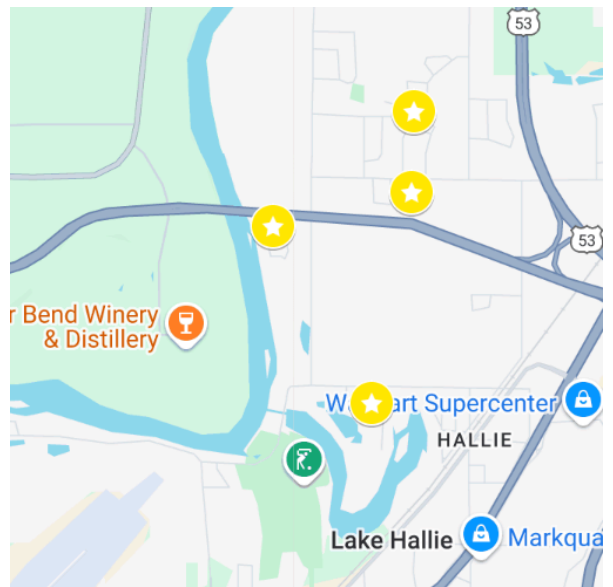 53
53
r Bend Winery
& Distillery
W art Supercenter
HALLIE
Lake Hallie
Markqua